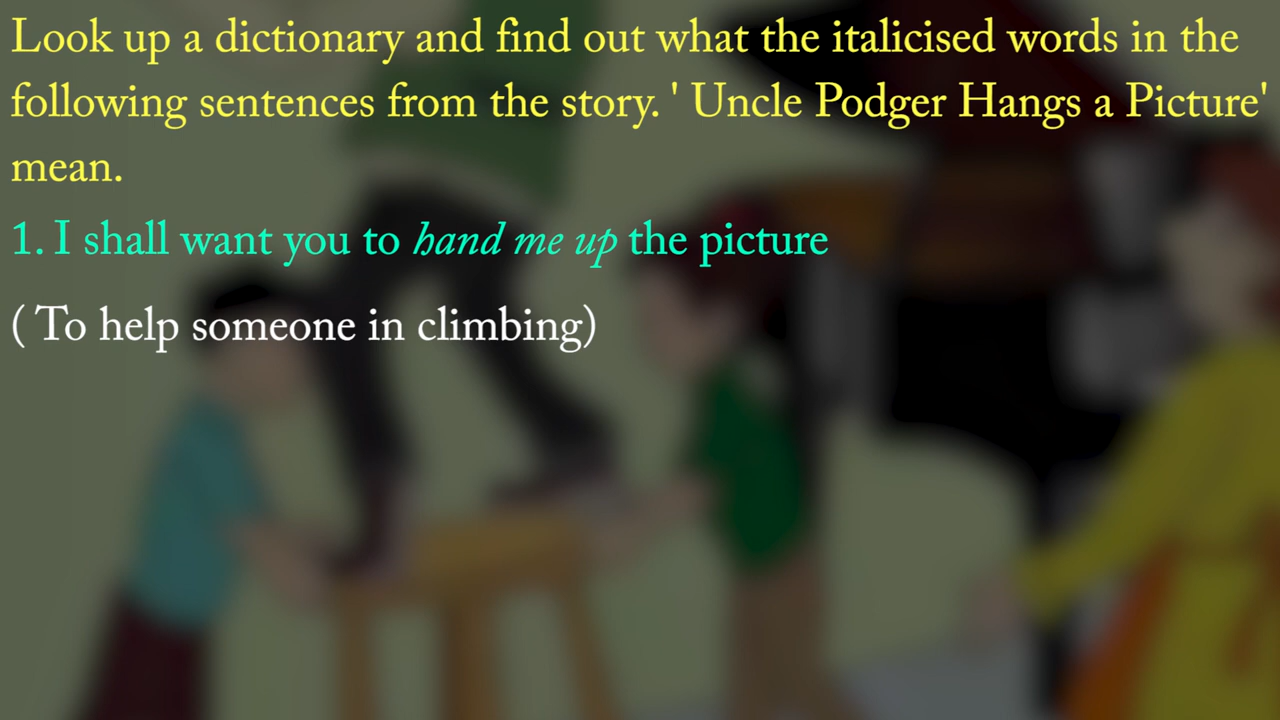 Look up a dictionary and find out what the italicised words in the
following sentences from the story. ' Uncle Podger Hangs a Picture'
mean.
1. I shall want you to hand me up the picture
( To help someone in climbing)